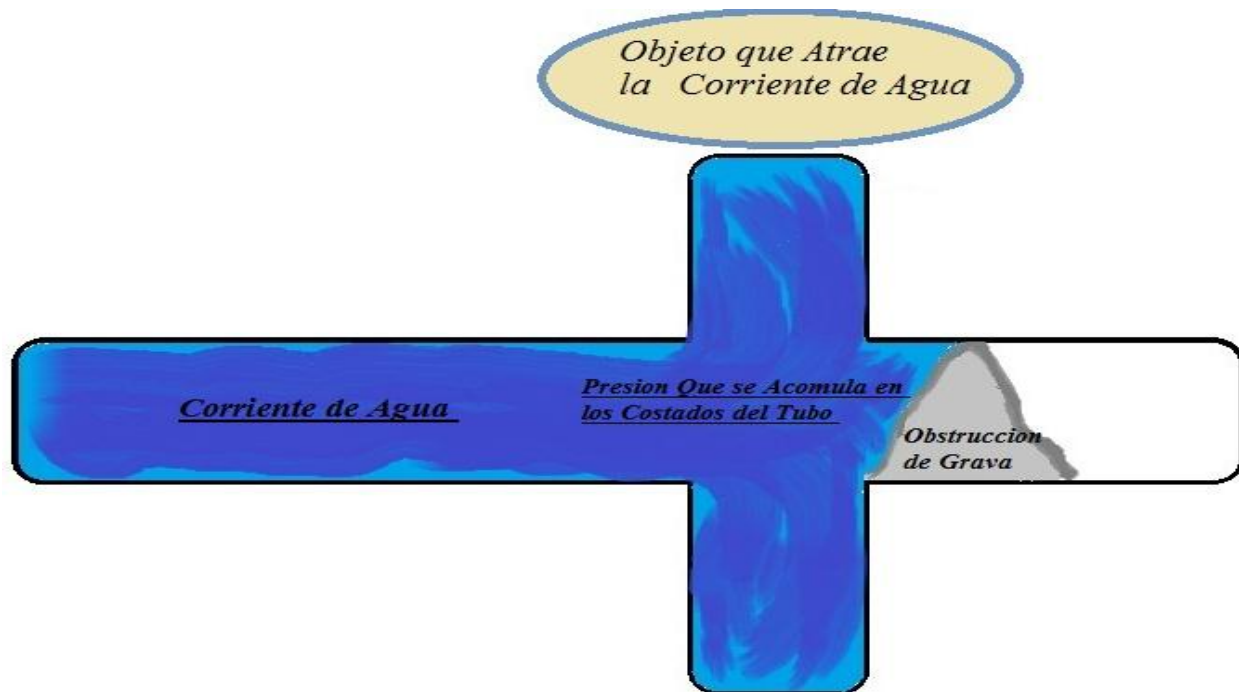 Objeto que Atrae
la Corriente de Agua
Corriente de Agua
Presion Que se Acomula en
los Costados del Tubo
Obstruccion
de Grava